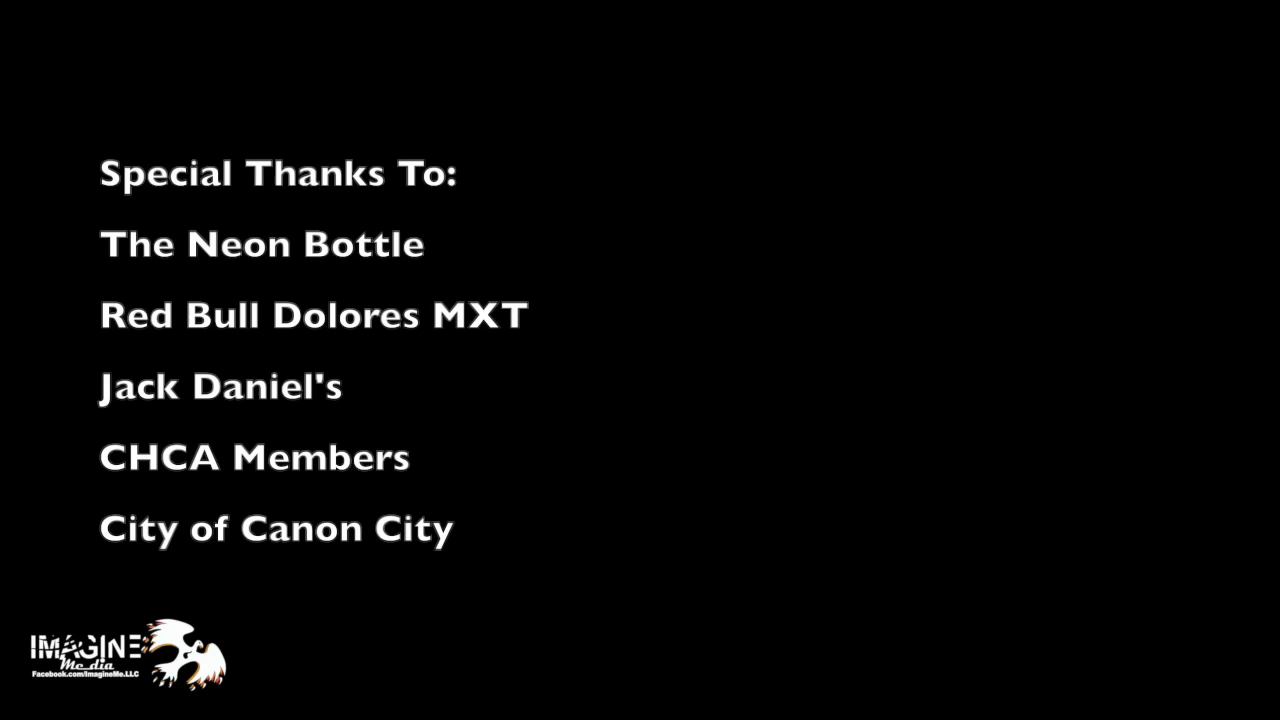 Special Thanks To:
The Neon Bottle
Red Bull Dolores MXT
Jack Daniel's
CHCA Members
City of Canon City
IMAGINE
Me dia
Facebook.com/ImagineMe.LLC